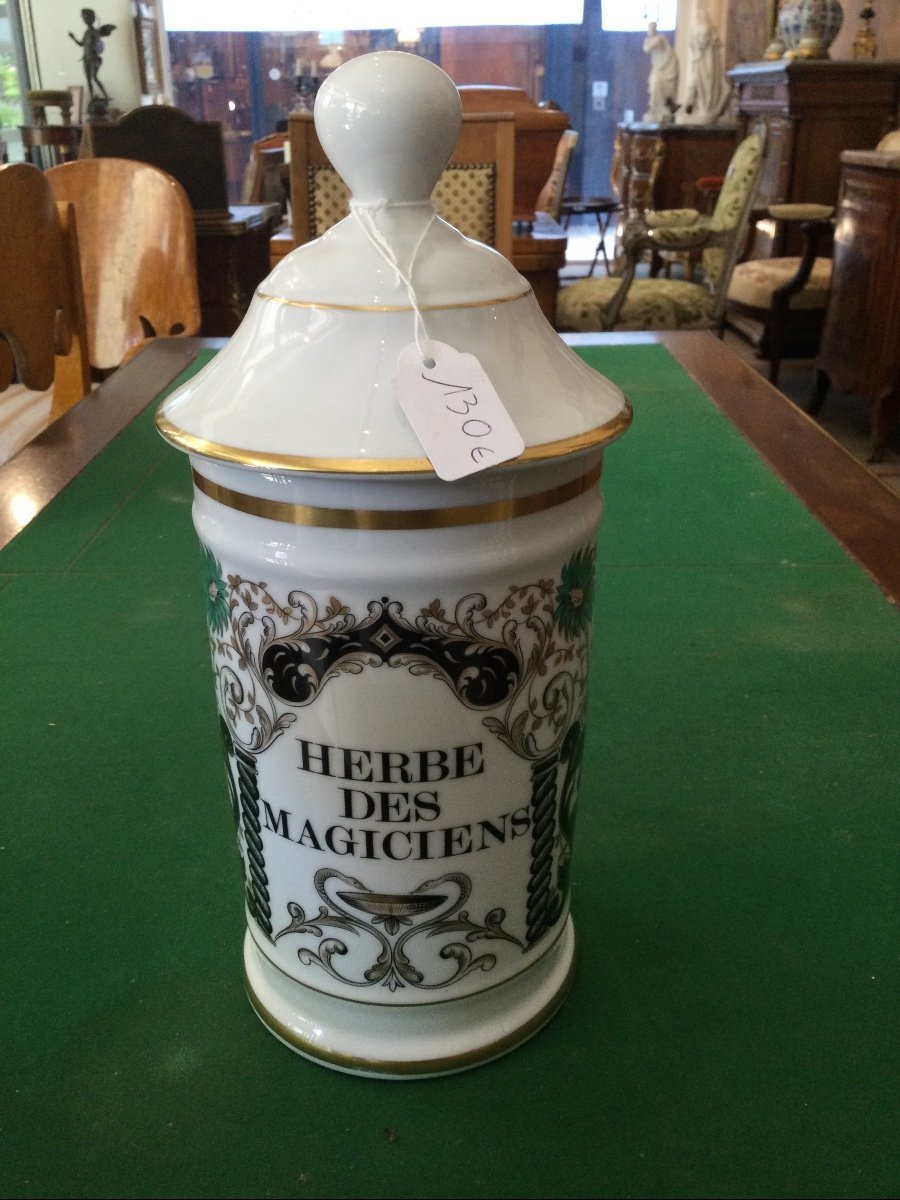 130€
HERBE
DES
MAGICIENS